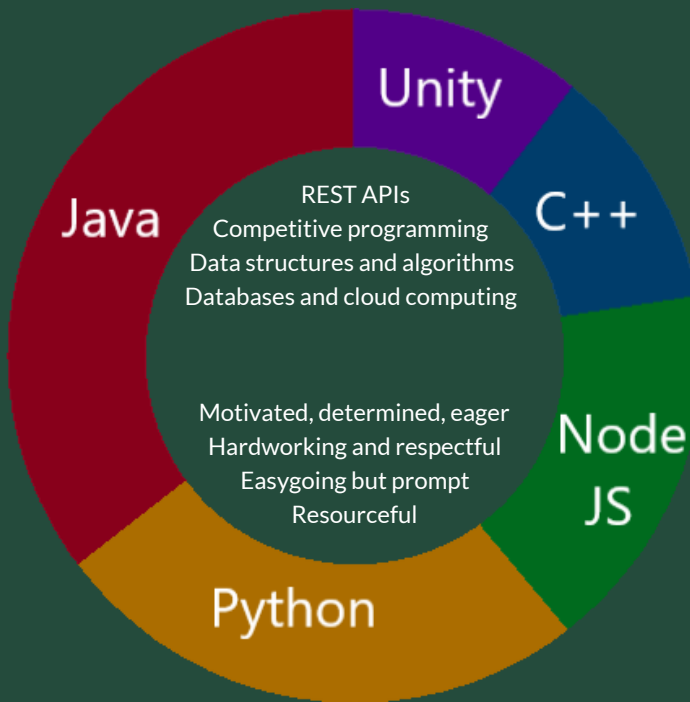 Unity
Java
C++
REST APIs
Competitive programming
Data structures and algorithms
Databases and cloud computing
Motivated, determined, eager
Hardworking and respectful
Easygoing but prompt
Resourceful
Node
JS
Python